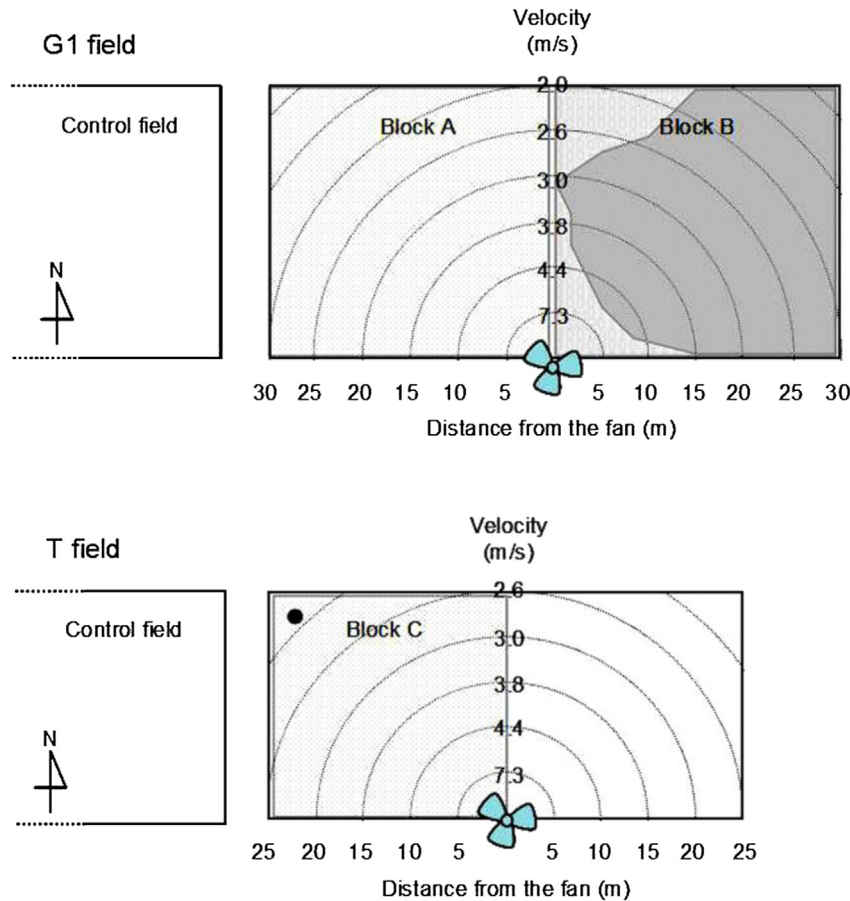 G1 field
Velocity
(m/s)
Control field
Block A
Block B
2.0
2.6
3.0
3.8
4.4
7.3
N
30 25 20 15 10 5 5 10 15 20 25 30
Distance from the fan (m)
T field
Velocity
(m/s)
Control field
Block C
2.6
3.0
3.8
4.4
7.3
N
25 20 15 10 5 5 10 15 20 25
Distance from the fan (m)